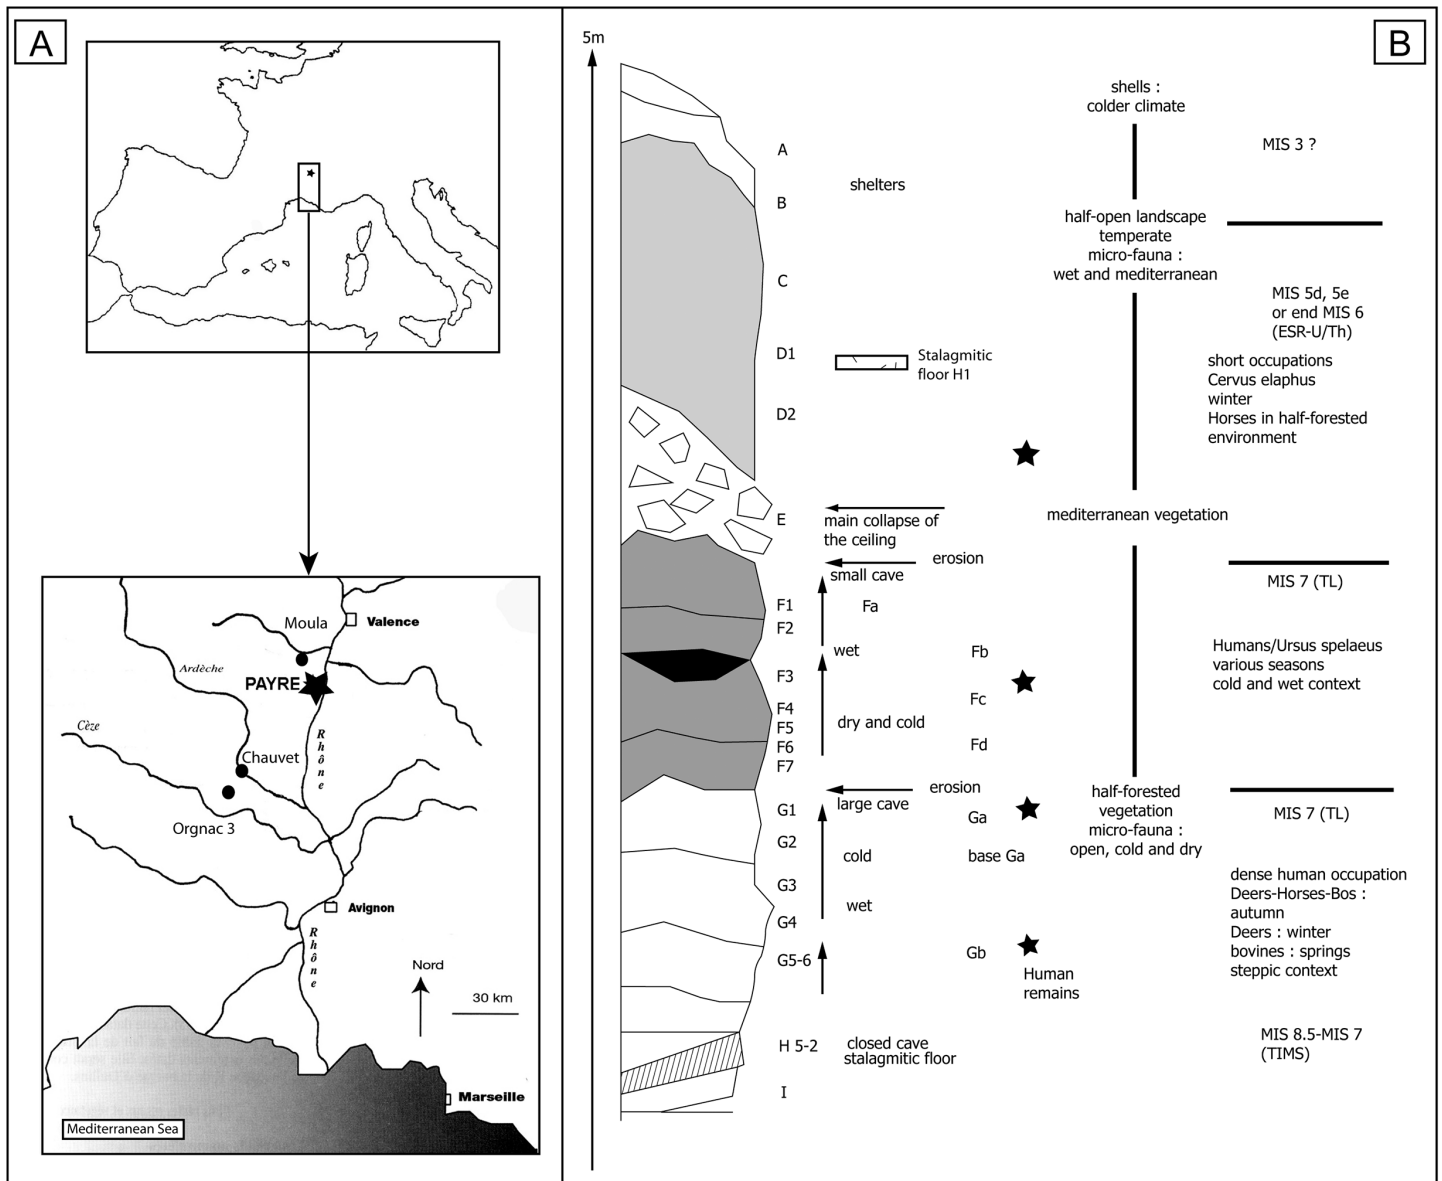 A
Moula
Valence
Ardèche
PAYRE
Cèze
Rhône
Chauvet
Orgnac 3
Avignon
Rhône
Nord
30 km
Marseille
Mediterranean Sea
B
5m
A
B
C
D1
D2
E
F1
F2
F3
F4
F5
F6
F7
G1
G2
G3
G4
G5-6
H 5-2
I
shelters
Stalagmitic
floor H1
main collapse of
the ceiling
erosion
small cave
Fa
wet
Fb
Fc
dry and cold
Fd
erosion
large cave
Ga
cold
base Ga
wet
Gb
Human
remains
closed cave
stalagmitic floor
shells :
colder climate
half-open landscape
temperate
micro-fauna :
wet and mediterranean
mediterranean vegetation
half-forested
vegetation
micro-fauna :
open, cold and dry
MIS 3 ?
MIS 5d, 5e
or end MIS 6
(ESR-U/Th)
short occupations
Cervus elaphus
winter
Horses in half-forested
environment
MIS 7 (TL)
Humans/Ursus spelaeus
various seasons
cold and wet context
MIS 7 (TL)
dense human occupation
Deers-Horses-Bos :
autumn
Deers : winter
bovines : springs
steppic context
MIS 8.5-MIS 7
(TIMS)